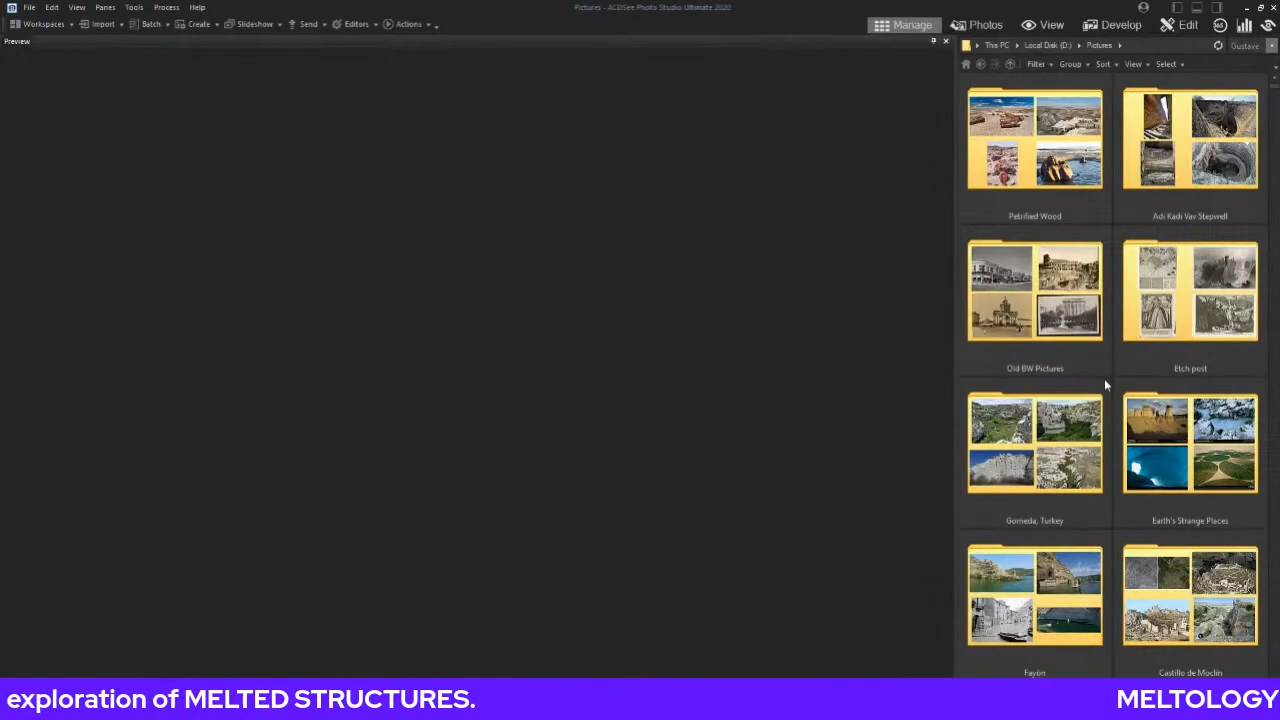 File Edit View Panes Tools Process Help
Pictures - ACDSee Photo Studio Ultimate 2020
Workspaces Import Batch Create Slideshow Send Editors Actions
Manage Photos View Develop Edit 365
Preview
This PC Local Disk (D:) Pictures
Gustave
Filter Group Sort View Select
Petrified Wood
Adi Kadi Vav Stepwell
Old BW Pictures
Etch post
Gomeda, Turkey
Earth's Strange Places
Fayón
Castillo de Moclín
exploration of MELTED STRUCTURES.
MELTOLOGY